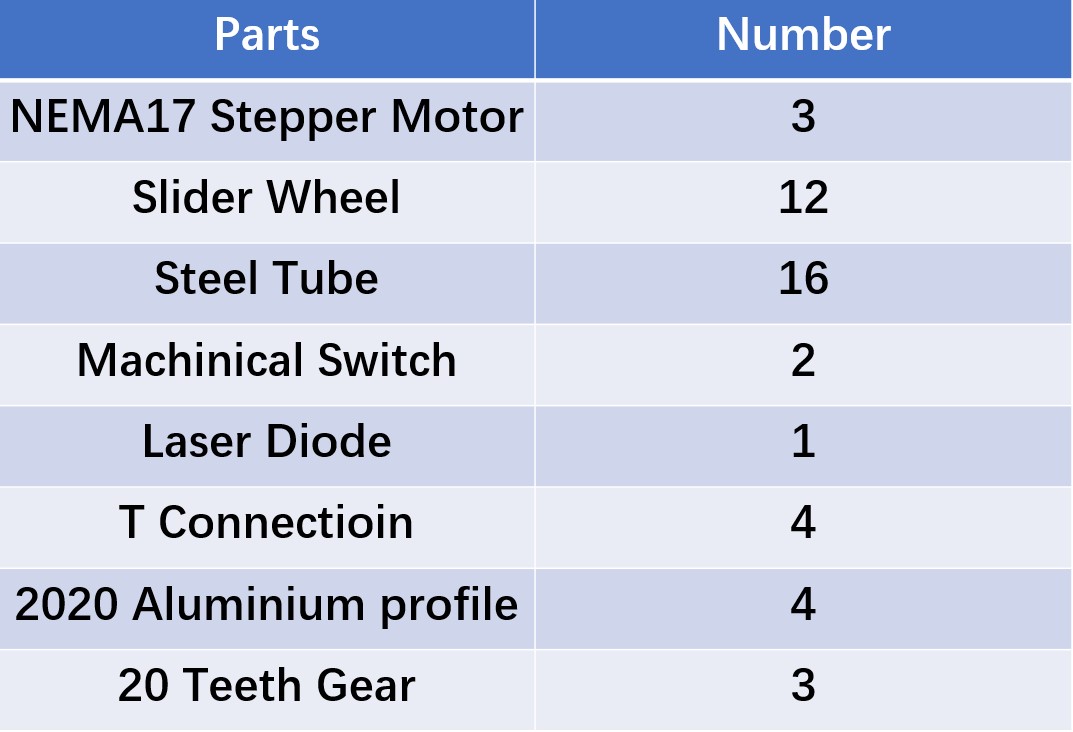 Parts Number
NEMA17 Stepper Motor 3
Slider Wheel 12
Steel Tube 16
Machinical Switch 2
Laser Diode 1
T Connectioin 4
2020 Aluminium profile 4
20 Teeth Gear 3